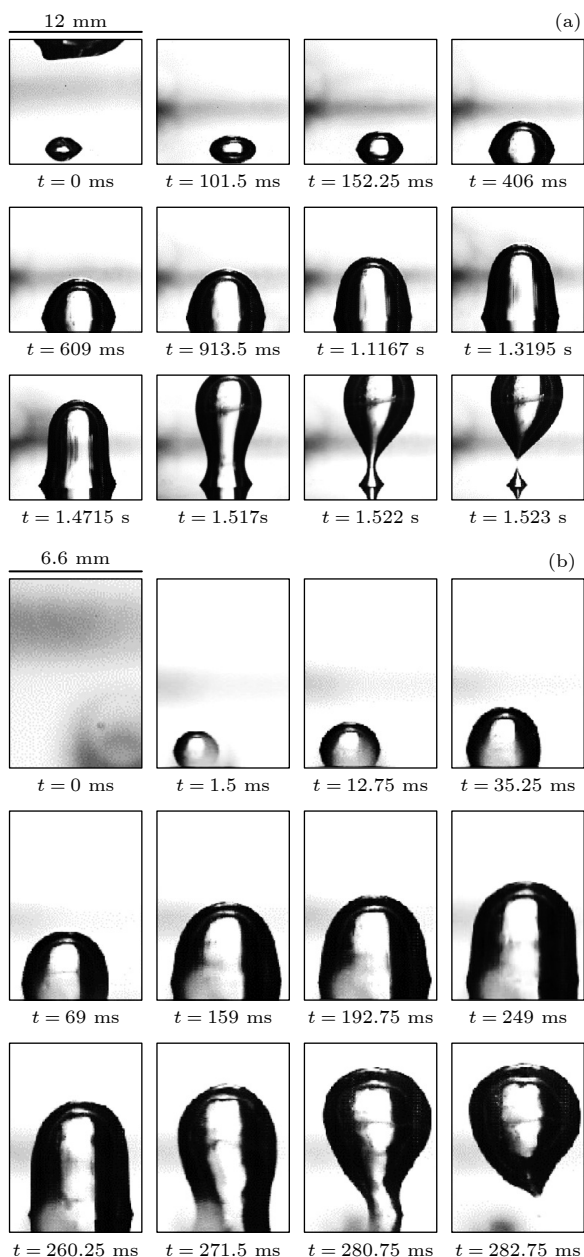 12 mm (a)
t = 0 ms t = 101.5 ms t = 152.25 ms t = 406 ms
t = 609 ms t = 913.5 ms t = 1.1167 s t = 1.3195 s
t = 1.4715 s t = 1.517s t = 1.522 s t = 1.523 s
6.6 mm (b)
t = 0 ms t = 1.5 ms t = 12.75 ms t = 35.25 ms
t = 69 ms t = 159 ms t = 192.75 ms t = 249 ms
t = 260.25 ms t = 271.5 ms t = 280.75 ms t = 282.75 ms